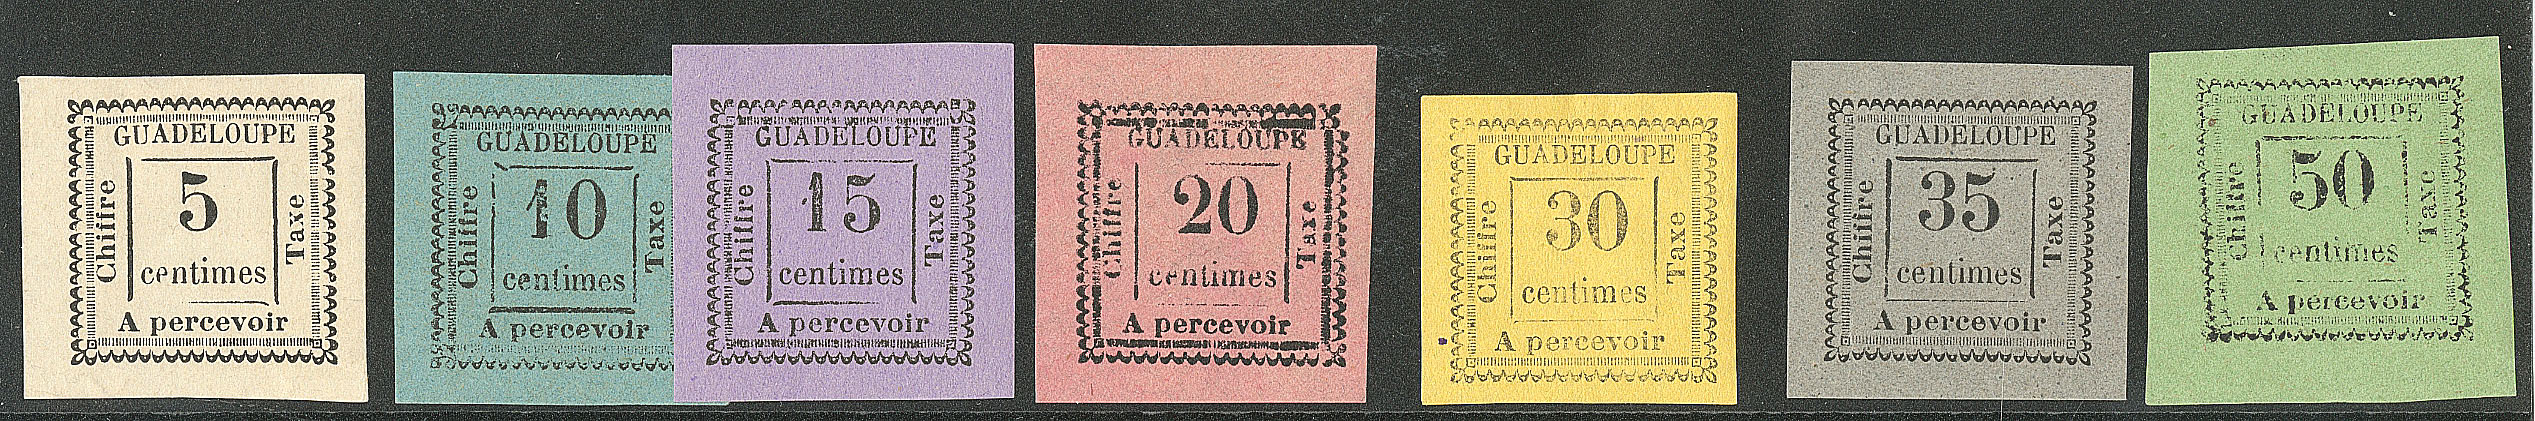 GUADELOUPE
Chiffre
5
centimes
Taxe
A percevoir
GUADELOUPE
Chiffre
10
centimes
Taxe
A percevoir
GUADELOUPE
Chiffre
15
centimes
Taxe
A percevoir
GUADELOUPE
Chiffre
20
centimes
Taxe
A percevoir
GUADELOUPE
Chiffre
30
centimes
Taxe
A percevoir
GUADELOUPE
Chiffre
35
centimes
Taxe
A percevoir
GUADELOUPE
Chiffre
50
centimes
Taxe
A percevoir